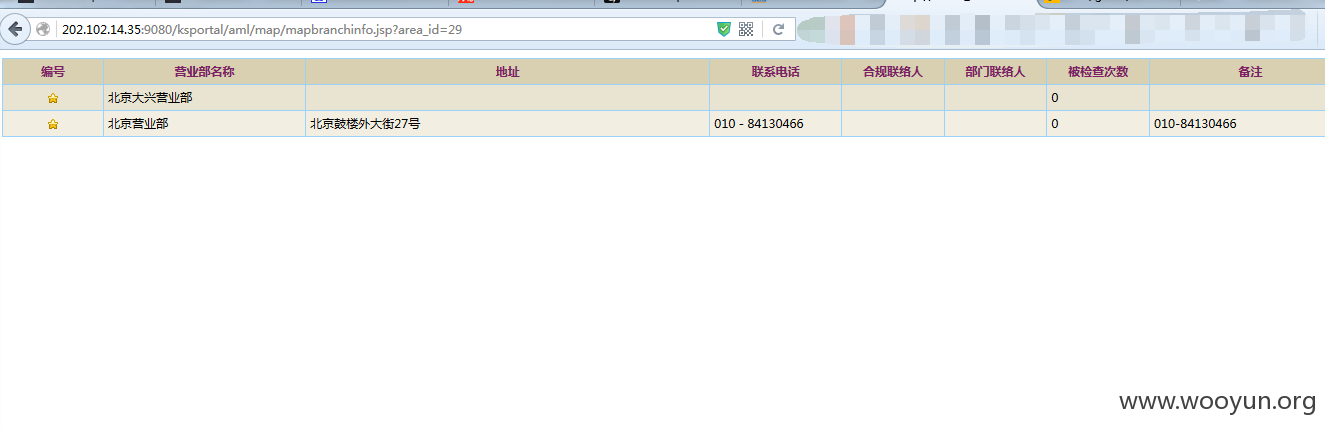 202.102.14.35:9080/ksportal/aml/map/mapbranchinfo.jsp?area_id=29
编号 营业部名称 地址 联系电话 合规联络人 部门联络人 被检查次数 备注
北京大兴营业部 0
北京营业部 北京鼓楼外大街27号 010 - 84130466 0 010-84130466
www.wooyun.org